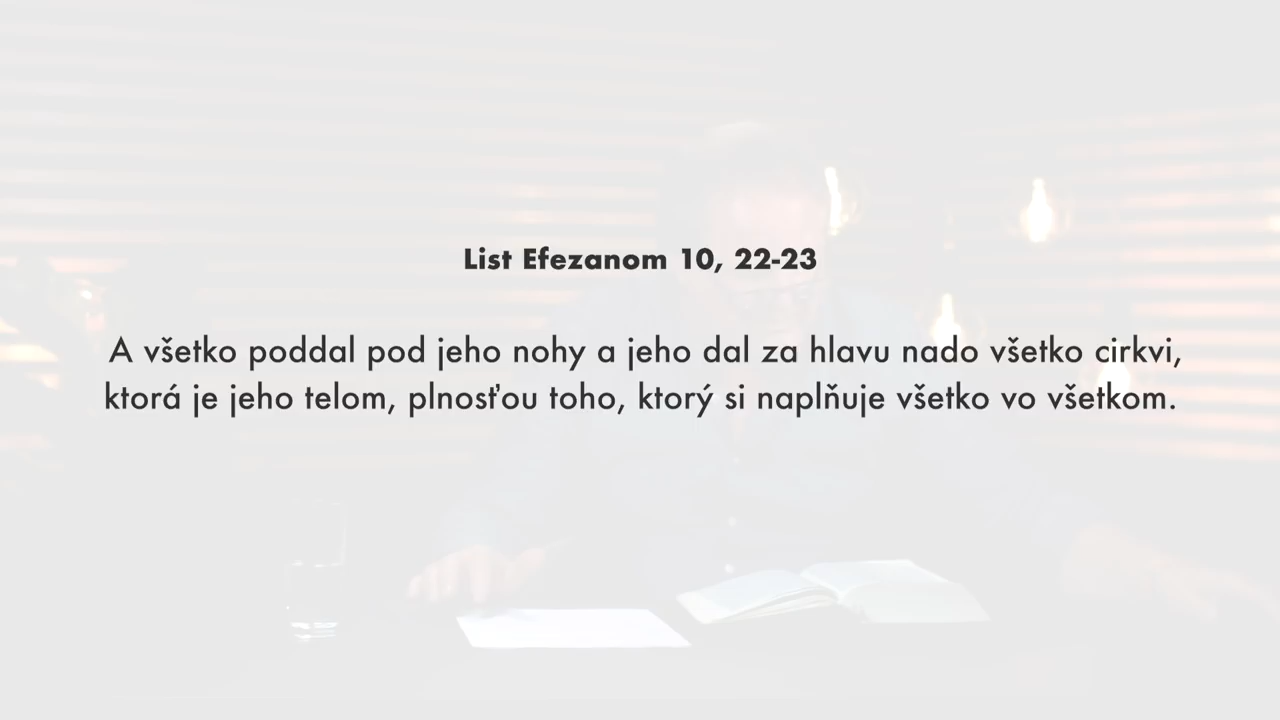 List Efezanom 10, 22-23
A všetko poddal pod jeho nohy a jeho dal za hlavu nado všetko cirkvi,
ktorá je jeho telom, plnosťou toho, ktorý si naplňuje všetko vo všetkom.